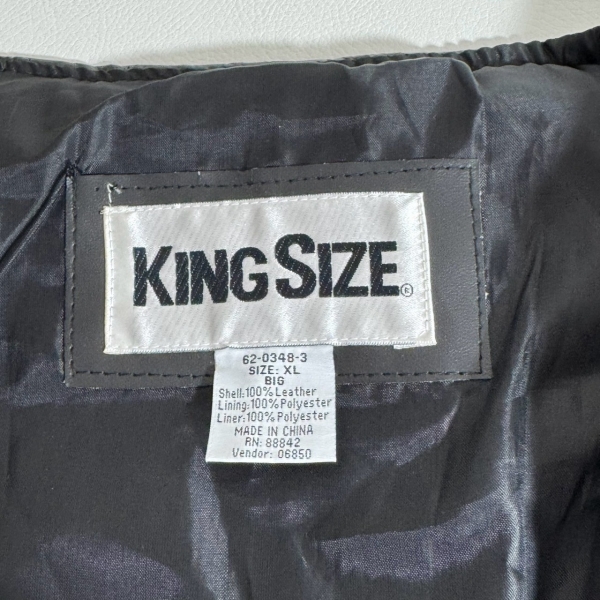 KINGSIZE®
62-0348-3
SIZE: XL
BIG
Shell:100% Leather
Lining:100% Polyester
Liner:100% Polyester
MADE IN CHINA
RN: 88842
Vendor: 06850